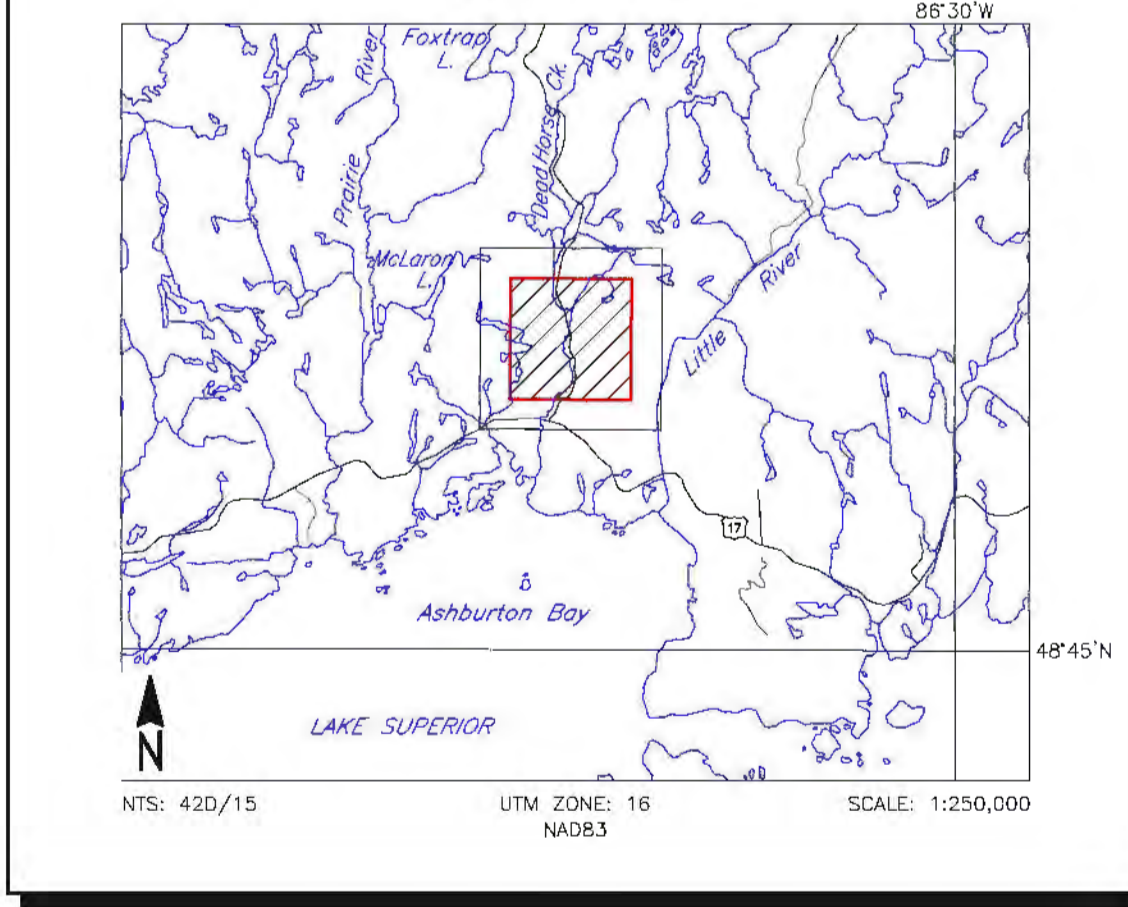 86°30'W
Foxtrap
L.
River
Prairie
Dead Horse Ck.
McLaron
L.
River
Little
17
Ashburton Bay
48°45'N
LAKE SUPERIOR
N
NTS: 42D/15
UTM ZONE: 16
SCALE: 1:250,000
NAD83